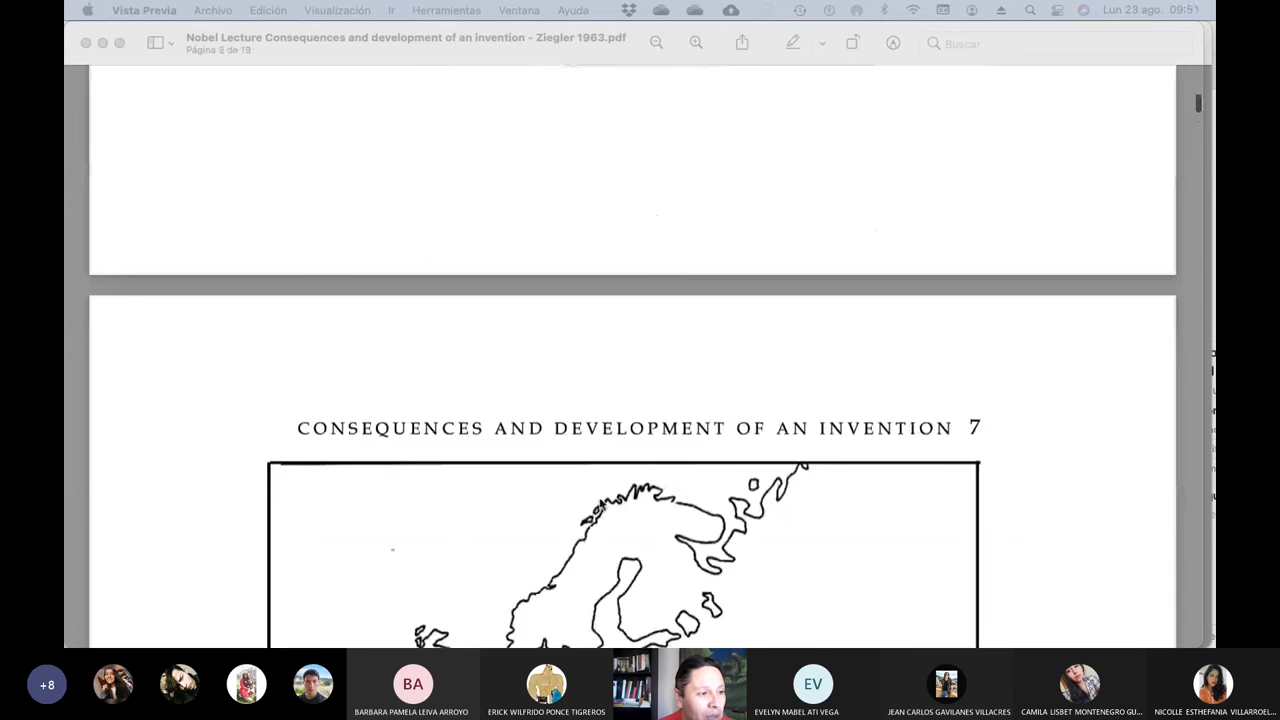 Vista Previa Archivo Edición Visualización Ir Herramientas Ventana Ayuda Lun 23 ago. 09:51
Nobel Lecture Consequences and development of an invention - Ziegler 1963.pdf
Página 2 de 19
Buscar
CONSEQUENCES AND DEVELOPMENT OF AN INVENTION 7
+8
BA
EV
BARBARA PAMELA LEIVA ARROYO
ERICK WILFRIDO PONCE TIGREROS
EVELYN MABEL ATI VEGA
JEAN CARLOS GAVILANES VILLACRES
CAMILA LISBET MONTENEGRO GU...
NICOLLE ESTHEFANIA VILLARROEL...